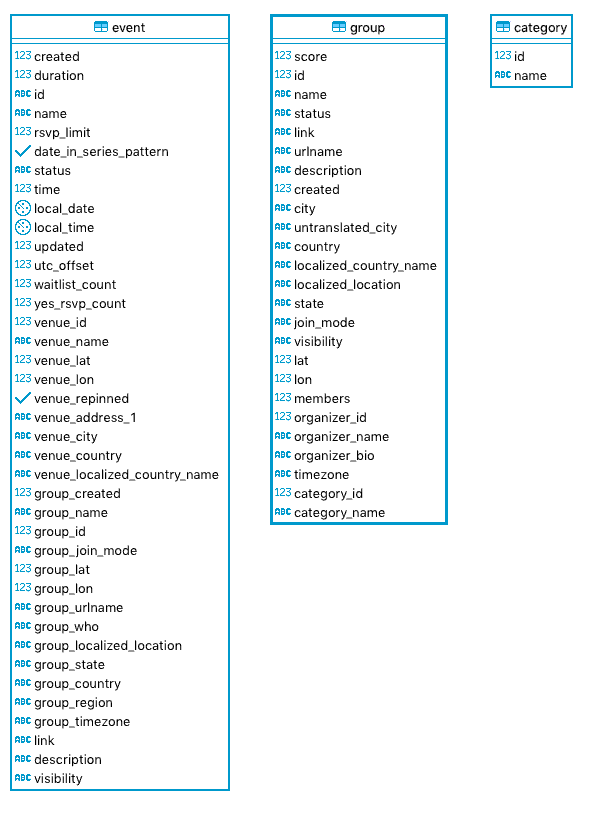 event
123 created
123 duration
ABC id
ABC name
123 rsvp_limit
date_in_series_pattern
ABC status
123 time
local_date
local_time
123 updated
123 utc_offset
123 waitlist_count
123 yes_rsvp_count
123 venue_id
ABC venue_name
123 venue_lat
123 venue_lon
venue_repinned
ABC venue_address_1
ABC venue_city
ABC venue_country
ABC venue_localized_country_name
123 group_created
ABC group_name
123 group_id
ABC group_join_mode
123 group_lat
123 group_lon
ABC group_urlname
ABC group_who
ABC group_localized_location
ABC group_state
ABC group_country
ABC group_region
ABC group_timezone
ABC link
ABC description
ABC visibility
group
123 score
123 id
ABC name
ABC status
ABC link
ABC urlname
ABC description
123 created
ABC city
ABC untranslated_city
ABC country
ABC localized_country_name
ABC localized_location
ABC state
ABC join_mode
ABC visibility
123 lat
123 lon
123 members
123 organizer_id
ABC organizer_name
ABC organizer_bio
ABC timezone
123 category_id
ABC category_name
category
123 id
ABC name